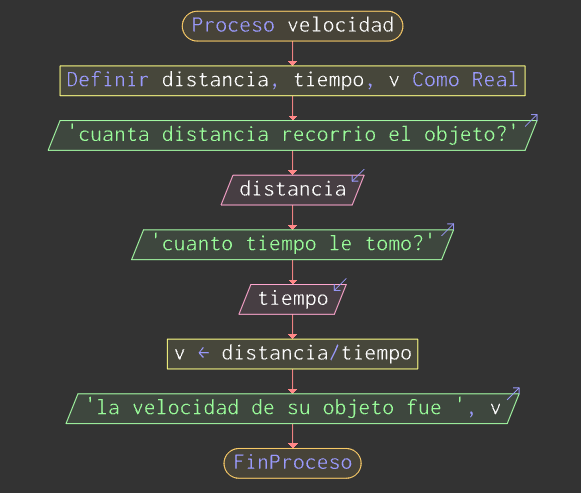 Proceso velocidad
Definir distancia, tiempo, v Como Real
'cuanta distancia recorrio el objeto?'
distancia
'cuanto tiempo le tomo?'
tiempo
v ← distancia/tiempo
'la velocidad de su objeto fue ', v
FinProceso